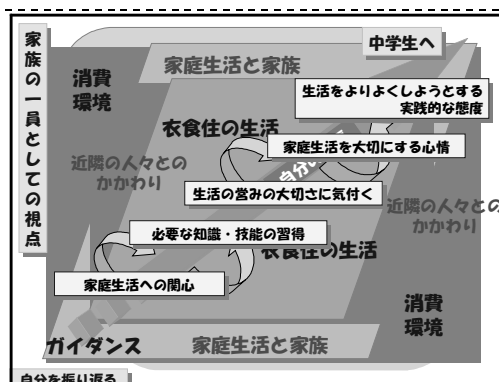 家族の一員としての視点
中学生へ
家庭生活と家族
消費
環境
生活をよりよくしようとする
実践的な態度
衣食住の生活
家庭生活を大切にする心情
近隣の人々との
かかわり
自分の
生活の営みの大切さに気付く
近隣の人々との
かかわり
必要な知識・技能の習得
衣食住の生活
家庭生活への関心
消費
環境
ガイダンス
家庭生活と家族
自分を振り返る